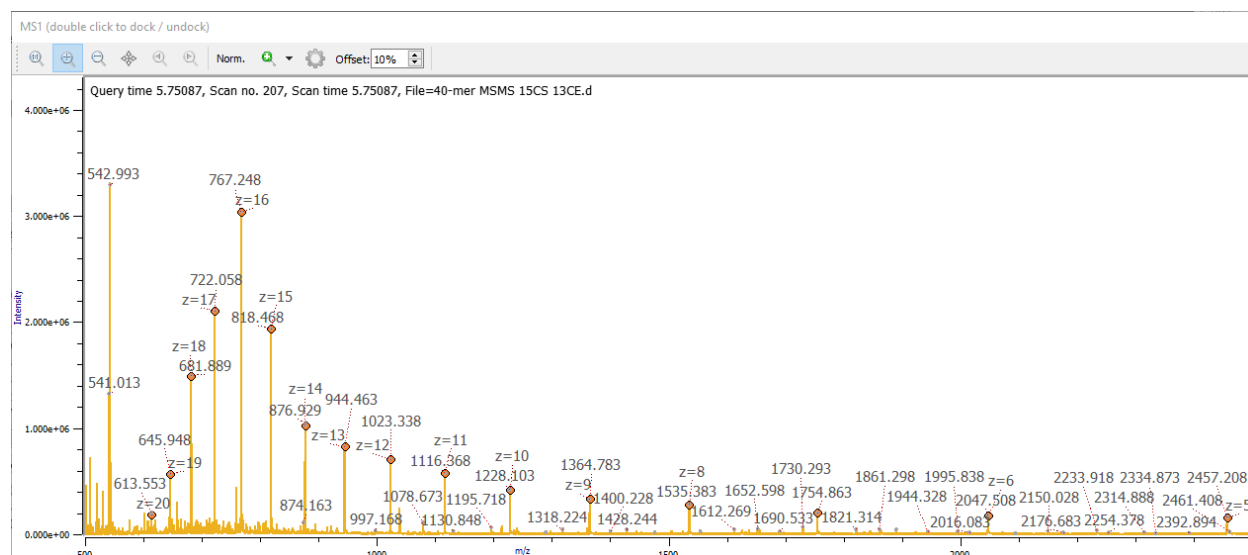 MS1 (double click to dock / undock)
Norm.
Offset: 10%
Query time 5.75087, Scan no. 207, Scan time 5.75087, File=40-mer MSMS 15CS 13CE.d
4.000e+06
3.000e+06
2.000e+06
1.000e+06
0.000e+00
Intensity
542.993
541.013
613.553
z=20
645.948
z=19
z=18
681.889
722.058
z=17
767.248
z=16
z=15
818.468
z=14
876.929
874.163
944.463
z=13
997.168
1023.338
z=12
1078.673
z=11
1116.368
1130.848
1195.718
z=10
1228.103
1318.224
1364.783
z=9
1400.228
1428.244
z=8
1535.383
1612.269
1652.598
1690.533
1730.293
1754.863
1821.314
1861.298
1944.328
1995.838
2016.083
z=6
2047.508
2150.028
2176.683
2233.918
2254.378
2314.888
2334.873
2392.894
2457.208
2461.408
z=5
500
1000
1500
2000
m/z